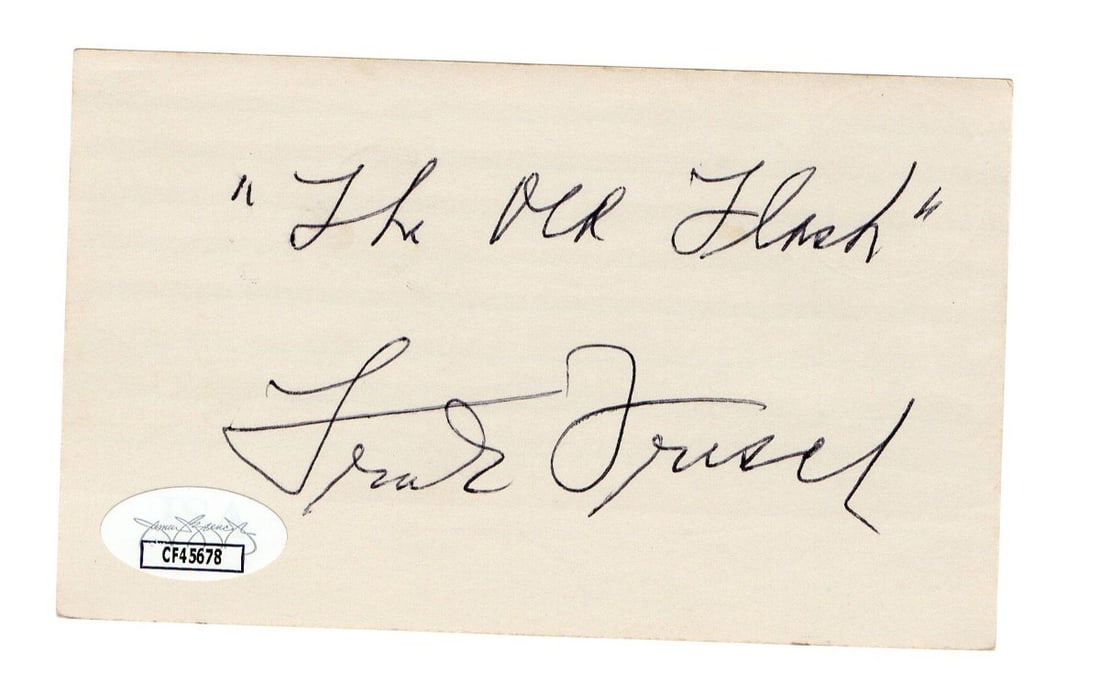 "The Old Flash"
Frank Frisch
CF45678